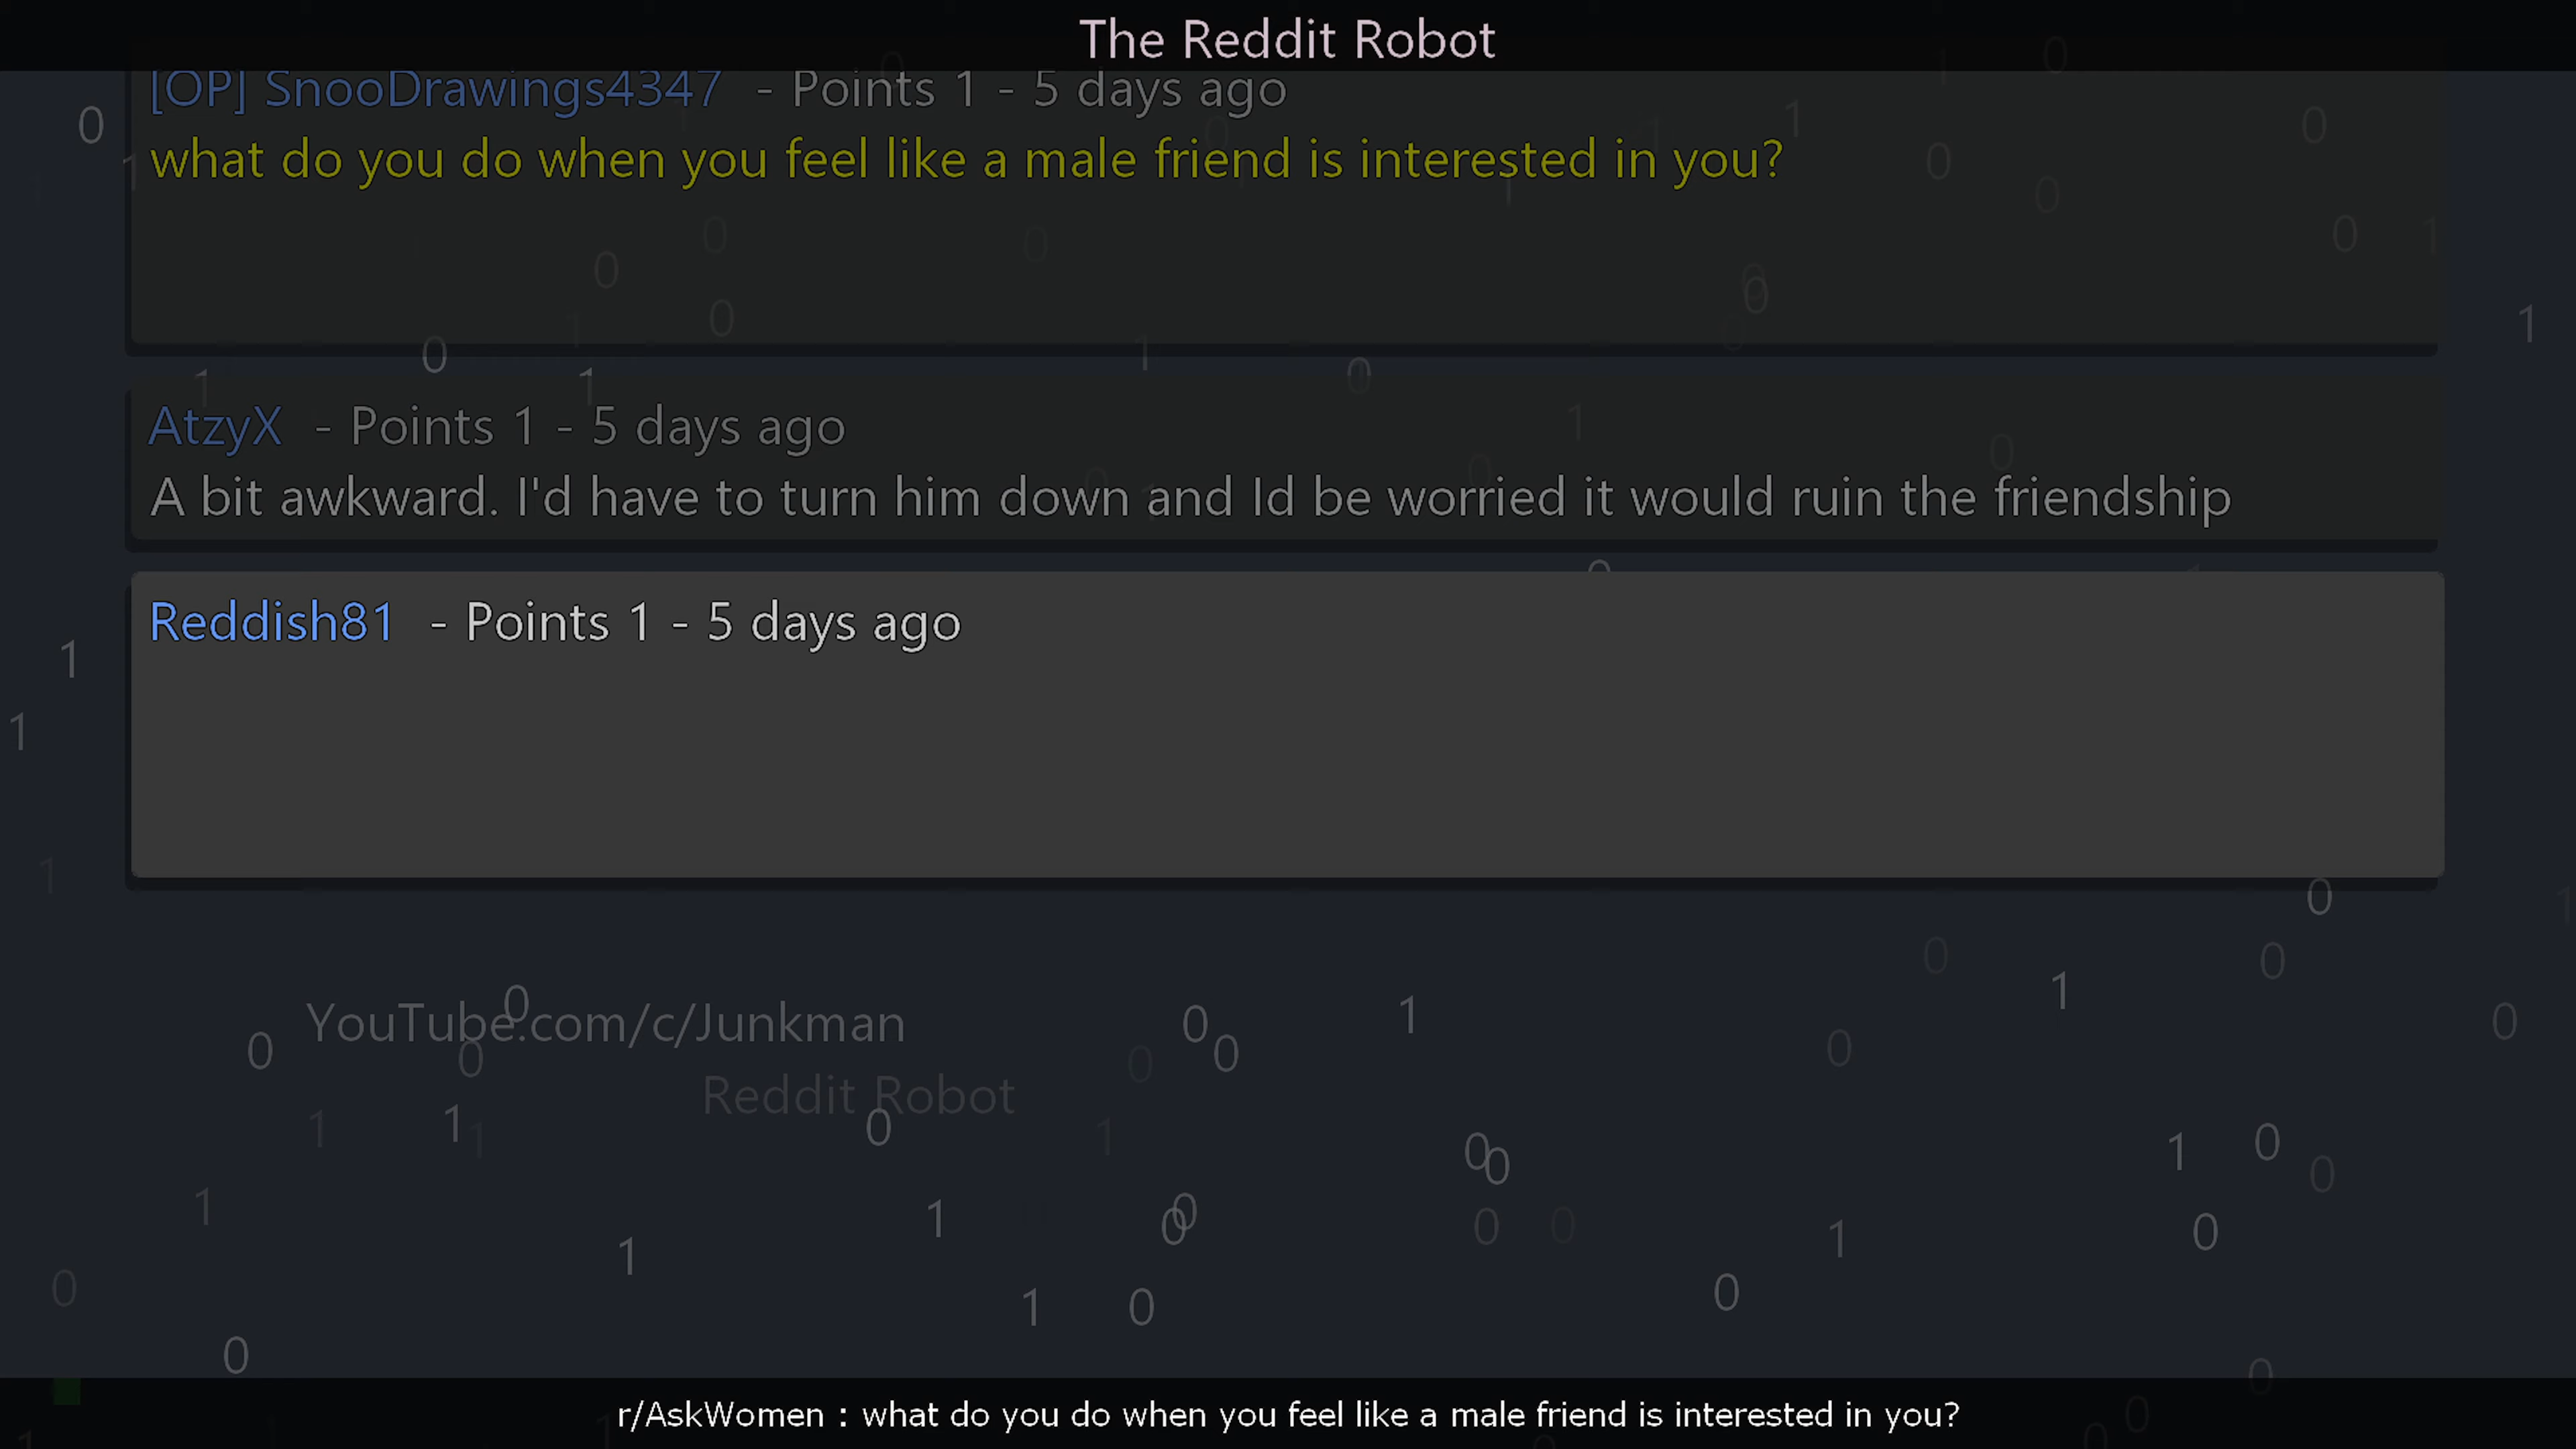 The Reddit Robot
[OP] SnooDrawings4347 - Points 1 - 5 days ago
what do you do when you feel like a male friend is interested in you?
AtzyX - Points 1 - 5 days ago
A bit awkward. I'd have to turn him down and Id be worried it would ruin the friendship
Reddish81 - Points 1 - 5 days ago
YouTube.com/c/Junkman
Reddit Robot
r/AskWomen : what do you do when you feel like a male friend is interested in you?